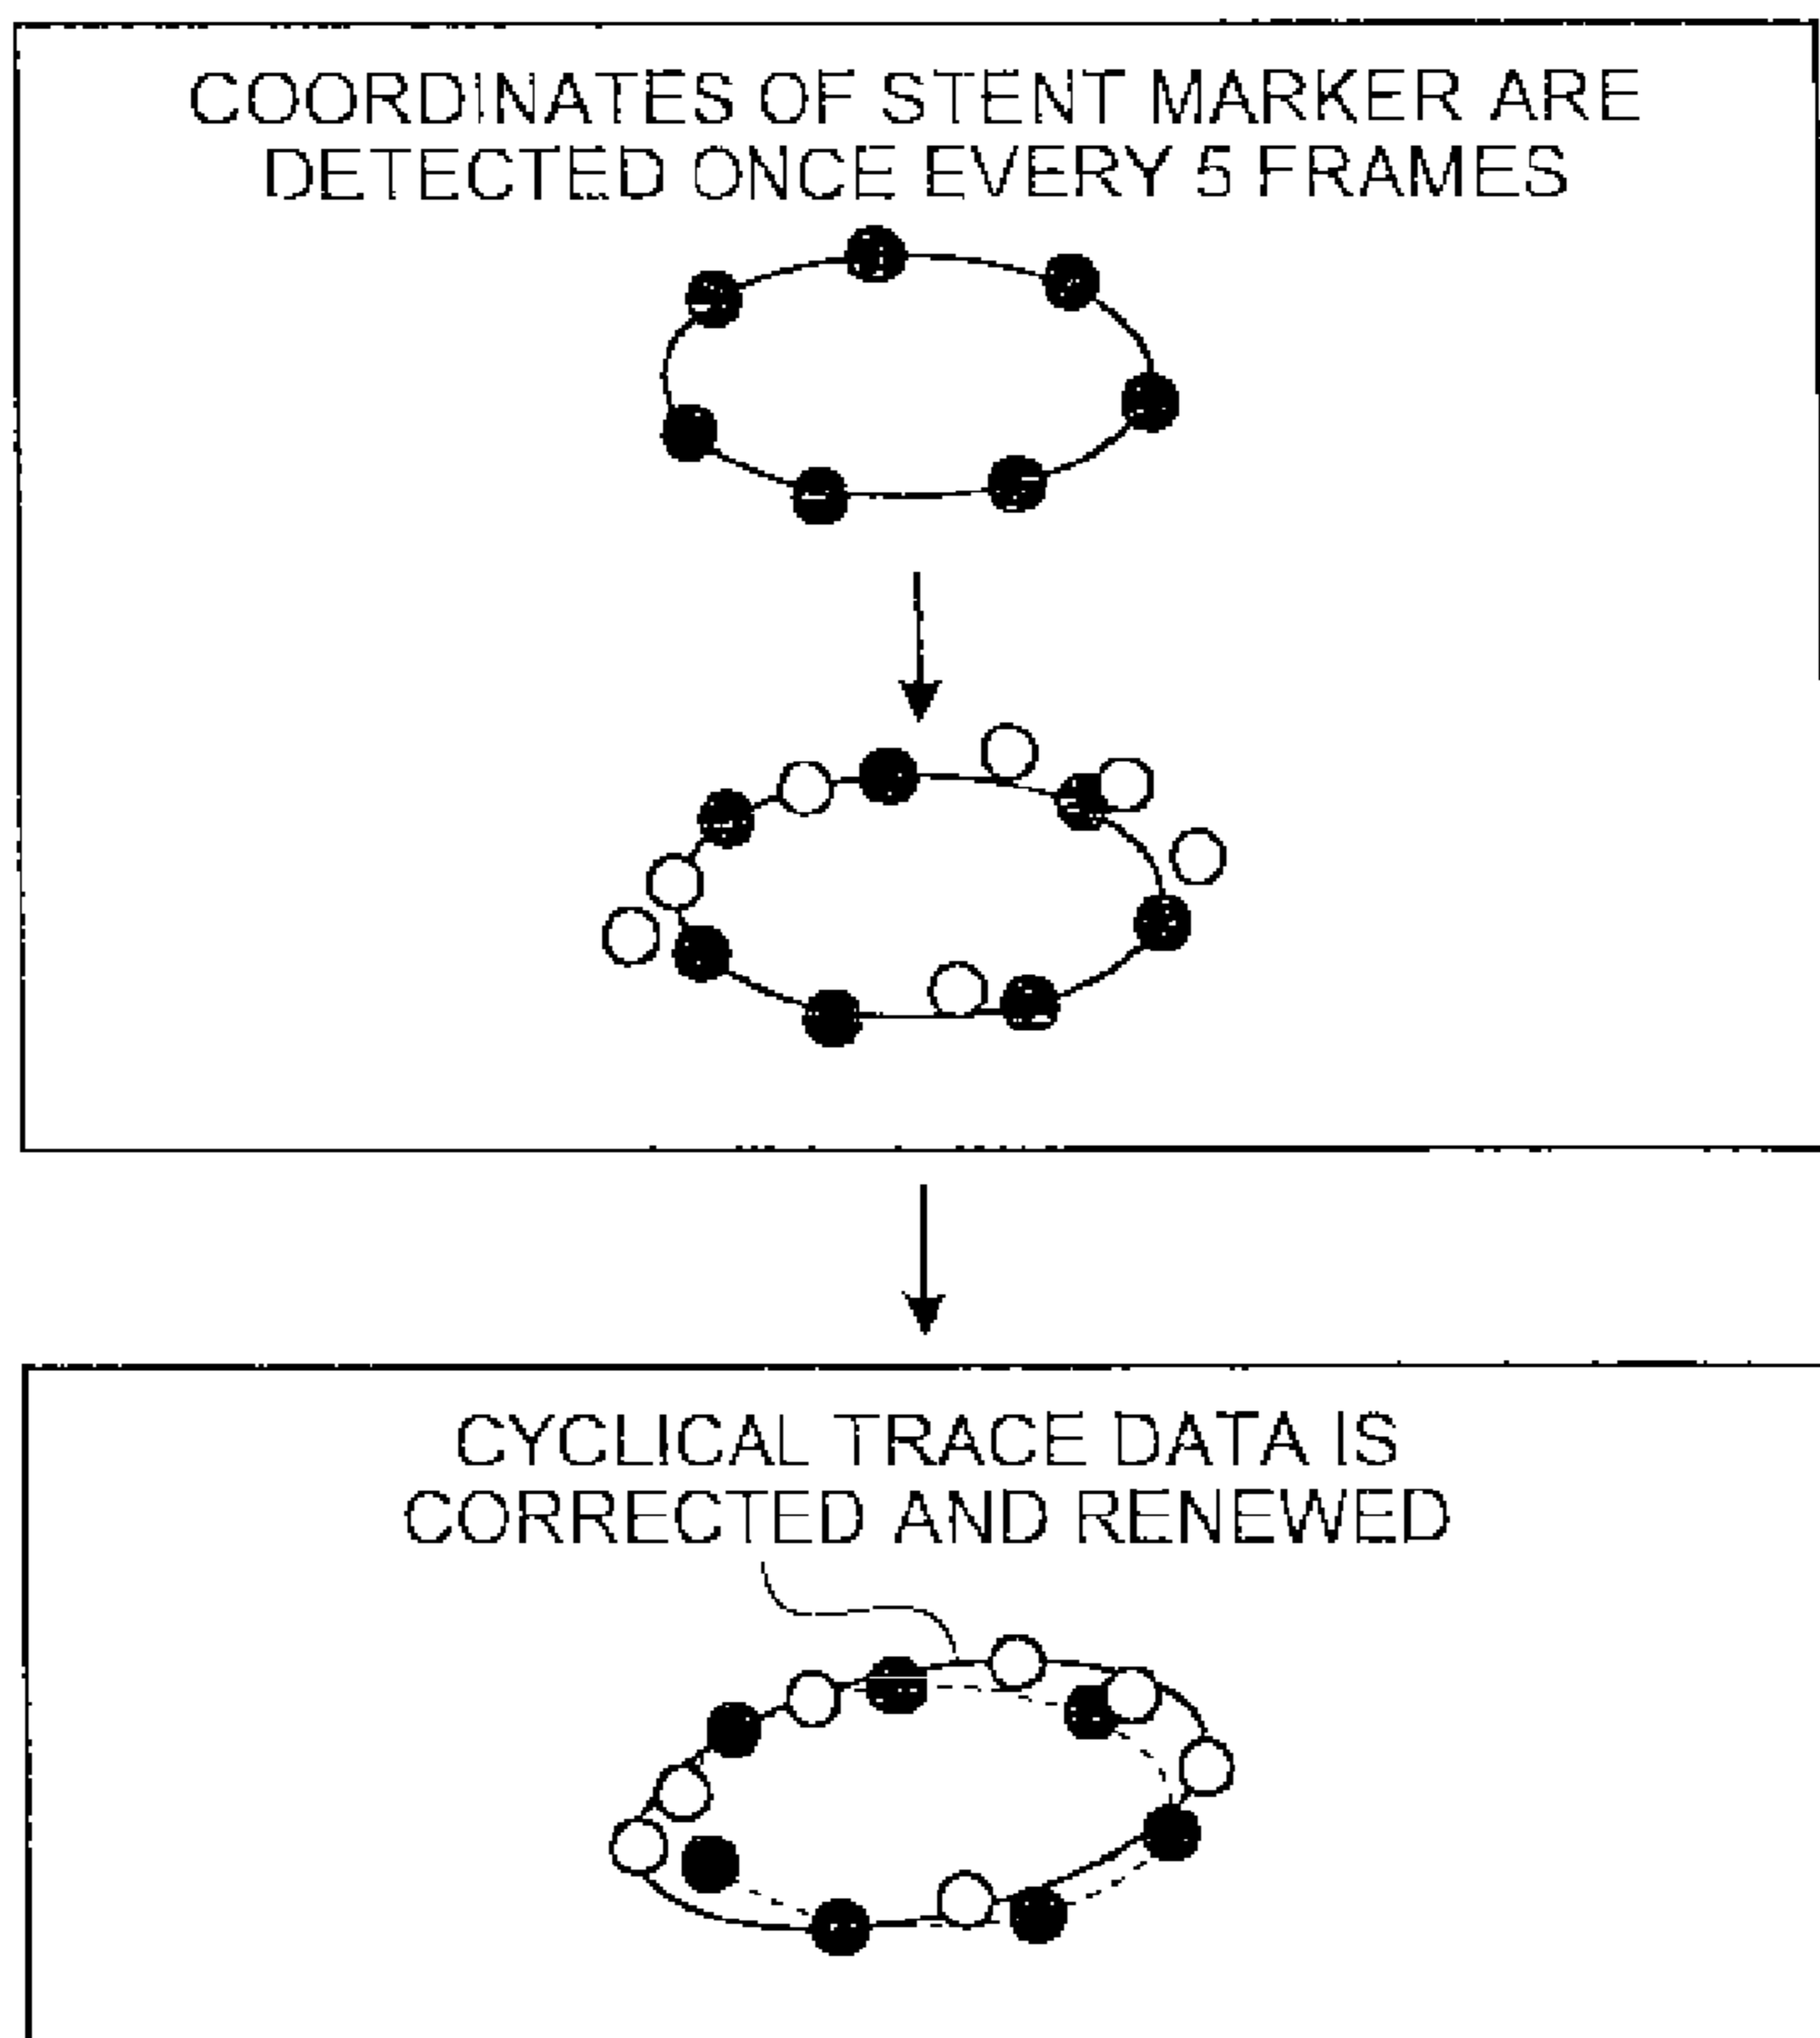 COORDINATES OF STENT MARKER ARE
DETECTED ONCE EVERY 5 FRAMES
CYCLICAL TRACE DATA IS
CORRECTED AND RENEWED